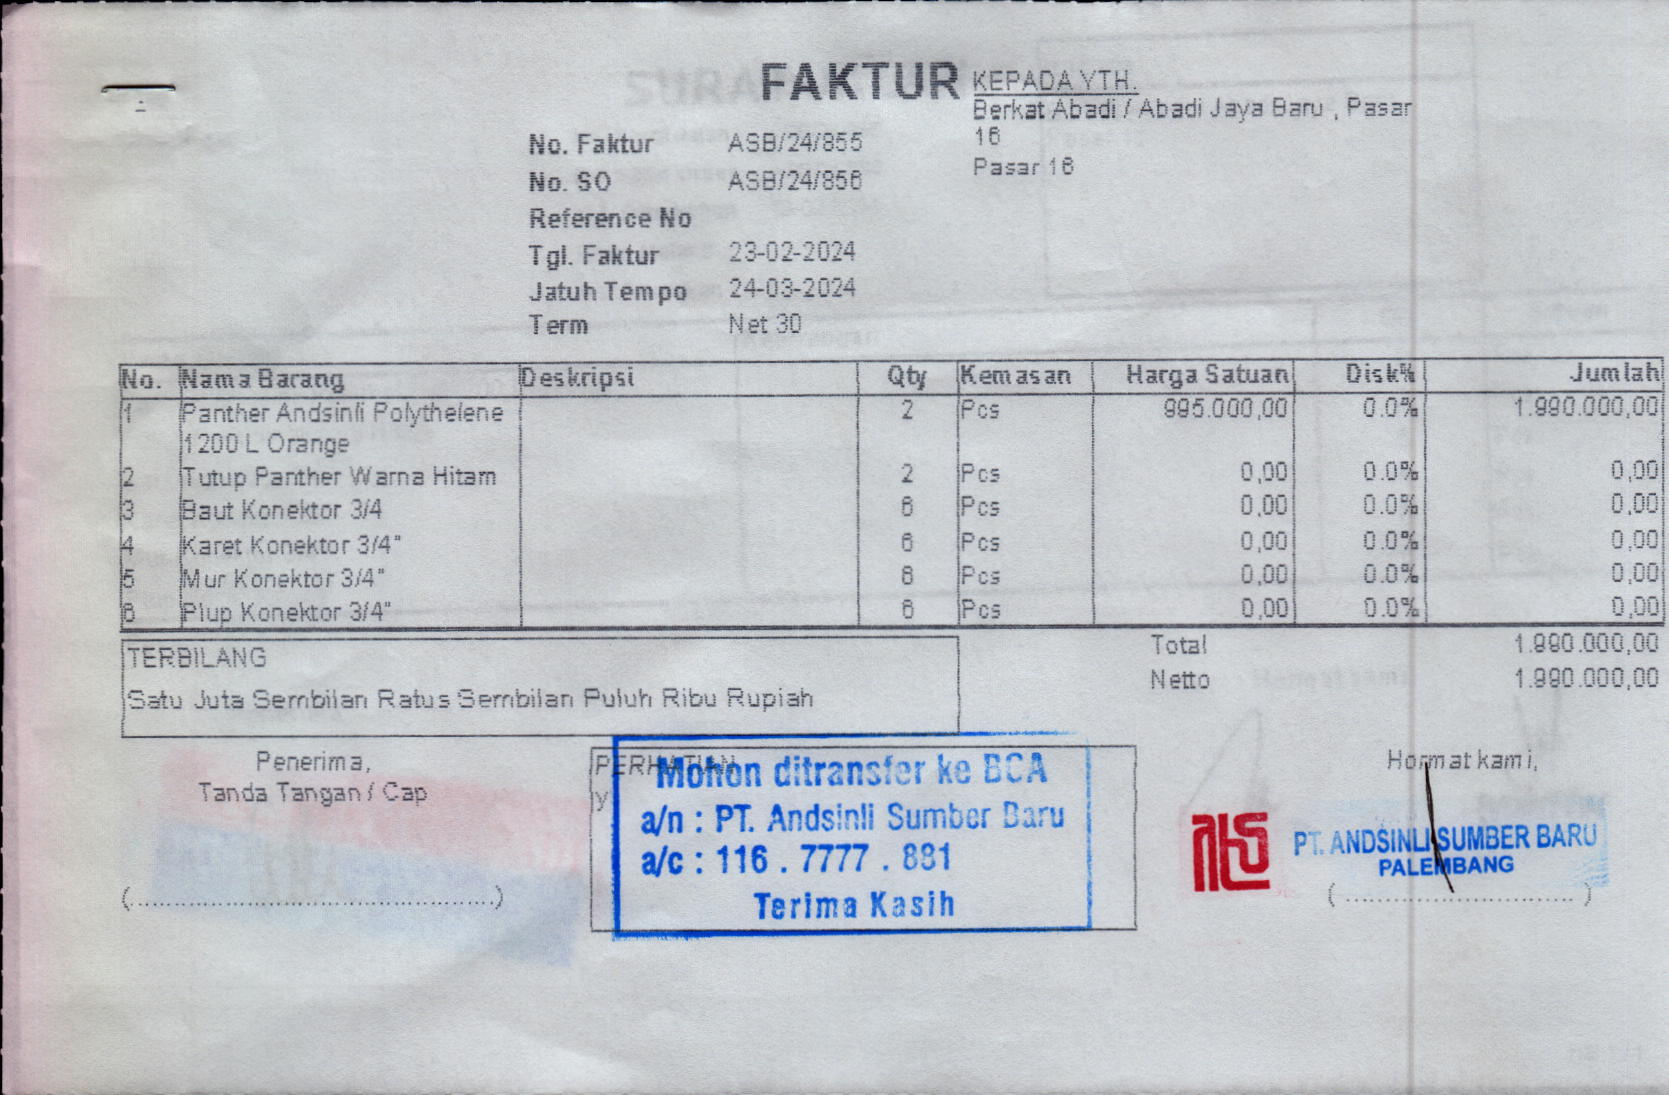 FAKTUR
KEPADA YTH.
Berkat Abadi / Abadi Jaya Baru , Pasar
16
Pasar 16
No. Faktur ASB/24/855
No. SO ASB/24/856
Reference No
Tgl. Faktur 23-02-2024
Jatuh Tempo 24-03-2024
Term Net 30
No. Nama Barang Deskripsi Qty Kemasan Harga Satuan Disk% Jumlah
1 Panther Andsinli Polythelene 2 Pcs 995.000,00 0.0% 1.990.000,00
1200 L Orange
2 Tutup Panther Warna Hitam 2 Pcs 0,00 0.0% 0,00
3 Baut Konektor 3/4 6 Pcs 0,00 0.0% 0,00
4 Karet Konektor 3/4" 6 Pcs 0,00 0.0% 0,00
5 Mur Konektor 3/4" 6 Pcs 0,00 0.0% 0,00
6 Plup Konektor 3/4" 6 Pcs 0,00 0.0% 0,00
Total 1.990.000,00
Netto 1.990.000,00
TERBILANG
Satu Juta Sembilan Ratus Sembilan Puluh Ribu Rupiah
Penerima,
Tanda Tangan / Cap
(...............................................)
PERHATIAN
Mohon ditransfer ke BCA
a/n : PT. Andsinli Sumber Baru
a/c : 116 . 7777 . 881
Terima Kasih
Hormat kami,
PT. ANDSINLI SUMBER BARU
PALEMBANG
( .............................. )